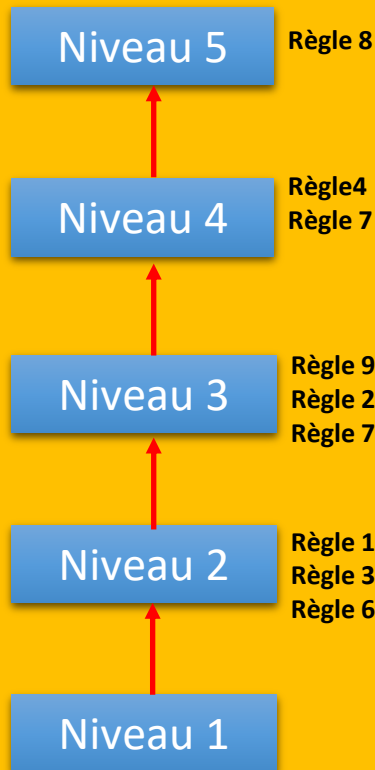 Niveau 5
Règle 8
Niveau 4
Règle4
Règle 7
Niveau 3
Règle 9
Règle 2
Règle 7
Niveau 2
Règle 1
Règle 3
Règle 6
Niveau 1